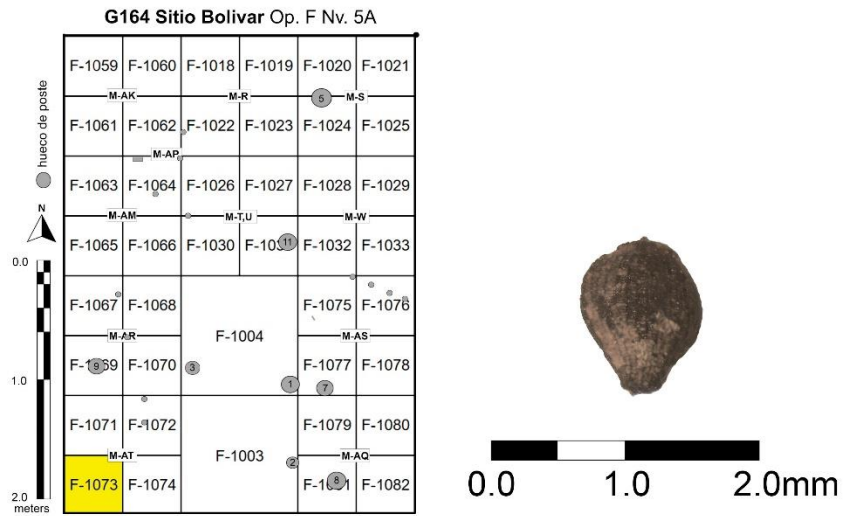 G164 Sitio Bolivar Op. F Nv. 5A
hueco de poste
N
0.0
1.0
2.0
meters
F-1059 F-1060 F-1018 F-1019 F-1020 F-1021
M-AK M-R 5 M-S
F-1061 F-1062 F-1022 F-1023 F-1024 F-1025
M-AP
F-1063 F-1064 F-1026 F-1027 F-1028 F-1029
M-AM M-T,U M-W
F-1065 F-1066 F-1030 11 F-1032 F-1033
F-1067 F-1068 F-1075 F-1076
M-AR F-1004 M-AS
9 F-1070 3 F-1077 F-1078
1 7
F-1071 F-1072 F-1079 F-1080
M-AT F-1003 2 M-AQ
F-1073 F-1074 8 F-1082
0.0 1.0 2.0mm